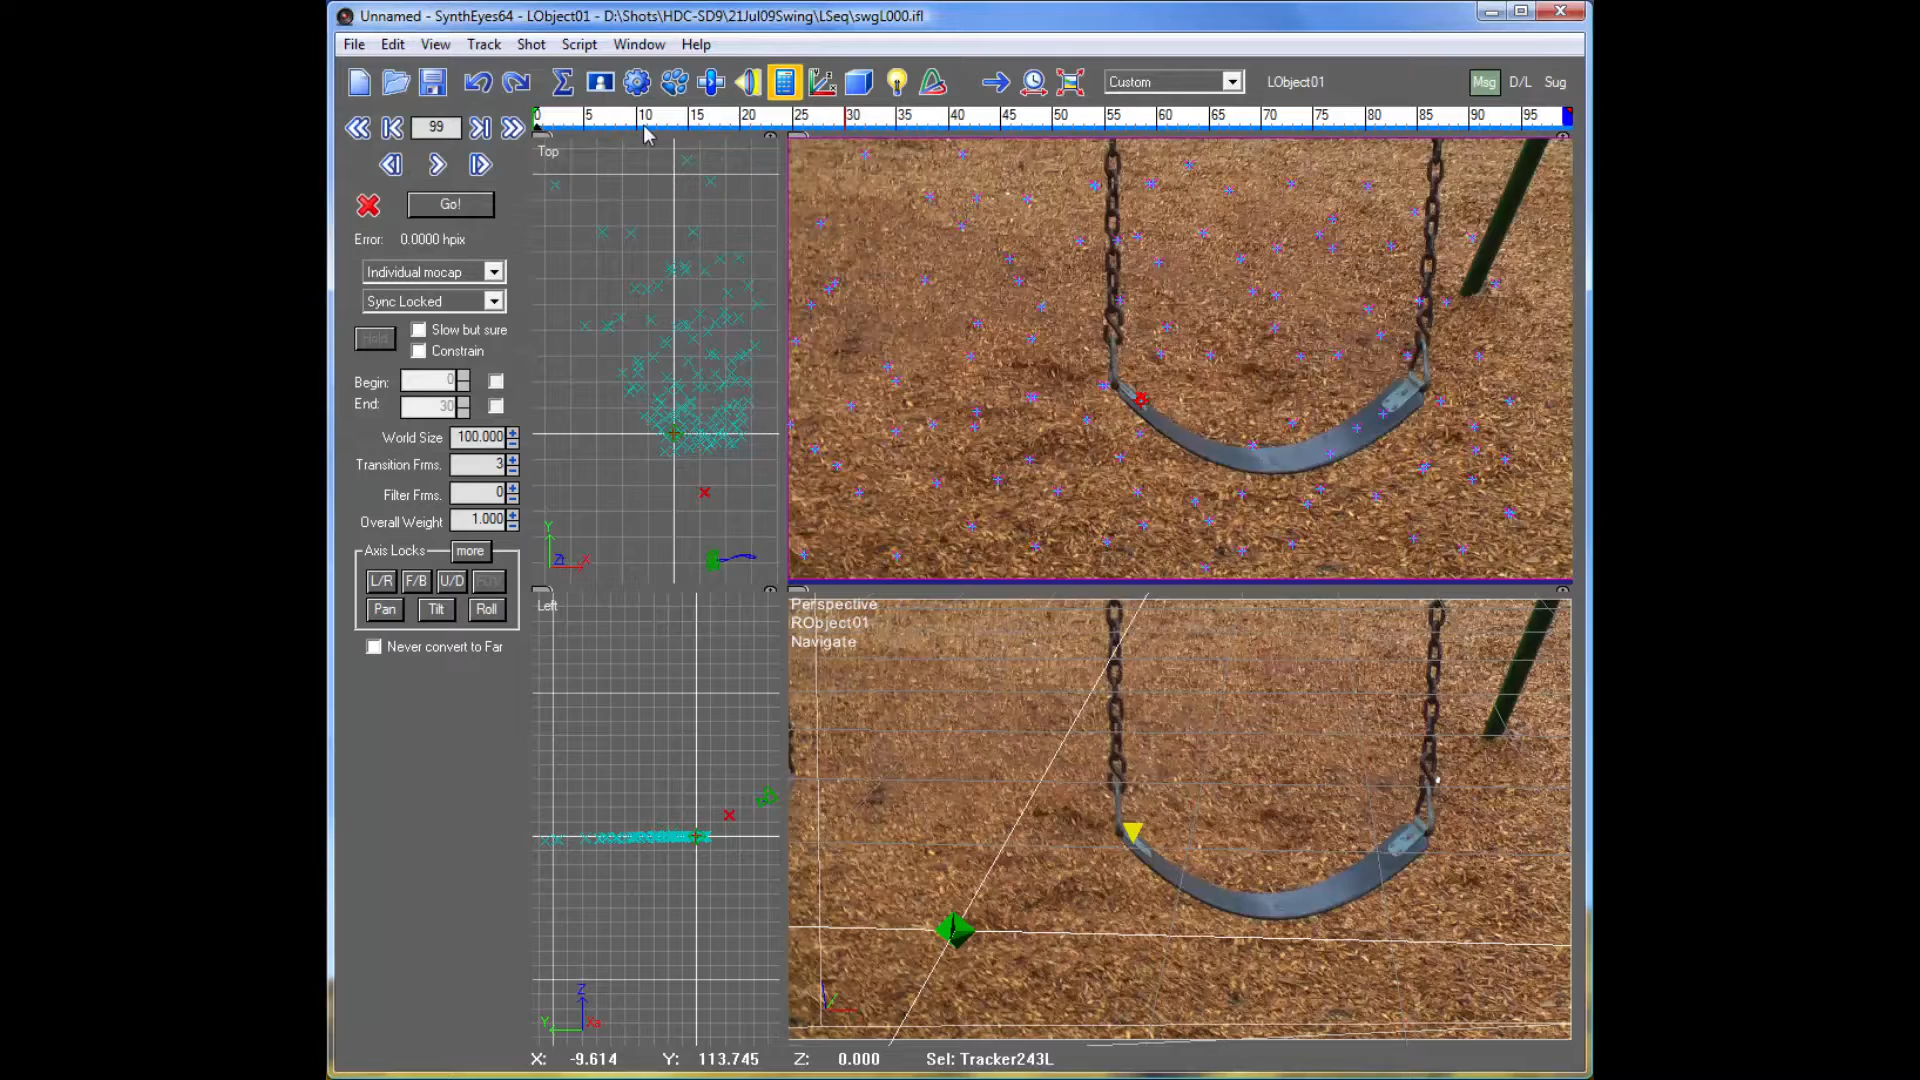 Unnamed - SynthEyes64 - LObject01 - D:\Shots\HDC-SD9\21Jul09Swing\LSeq\swgL000.ifl
File Edit View Track Shot Script Window Help
Custom LObject01 Msg D/L Sug
0 5 10 15 20 25 30 35 40 45 50 55 60 65 70 75 80 85 90 95
99
Go!
Error: 0.0000 hpix
Individual mocap
Sync Locked
Slow but sure
Hold
Constrain
Begin: 0
End: 30
World Size 100.000
Transition Frms. 3
Filter Frms. 0
Overall Weight 1.000
Axis Locks more
L/R F/B U/D
Pan Tilt Roll
Never convert to Far
Top
Y
X
Left
Z
Y
Xa
Perspective
RObject01
Navigate
X: -9.614 Y: 113.745 Z: 0.000 Sel: Tracker243L